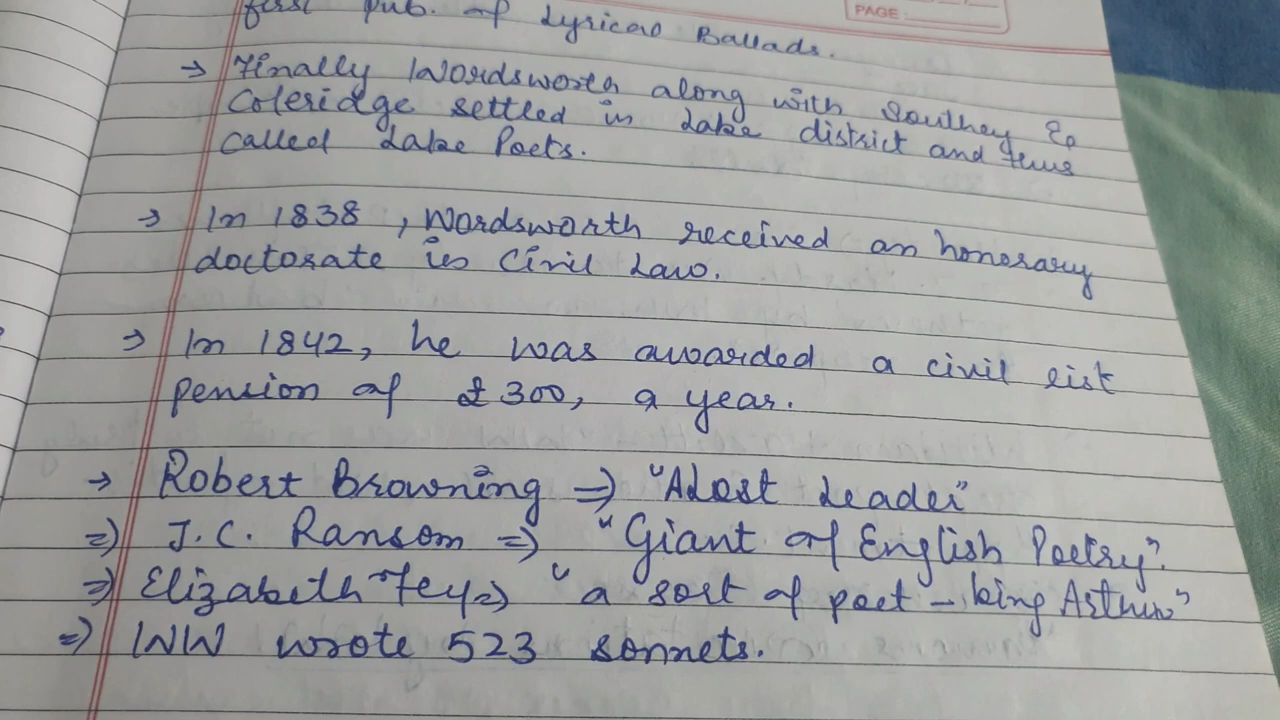 PAGE:
first pub. of Lyrical Ballads.
→ Finally Wordsworth along with Southey &
Coleridge settled in Lake district and thus
called Lake Poets.
→ In 1838, Wordsworth received an honorary
doctorate in Civil Law.
→ In 1842, he was awarded a civil list
pension of £300, a year.
→ Robert Browning ⇒ "A Lost Leader"
⇒ J.C. Ransom ⇒ "Giant of English Poetry".
⇒ Elizabeth ⇒ "a sort of poet - king Arthur"
⇒ WW wrote 523 sonnets.